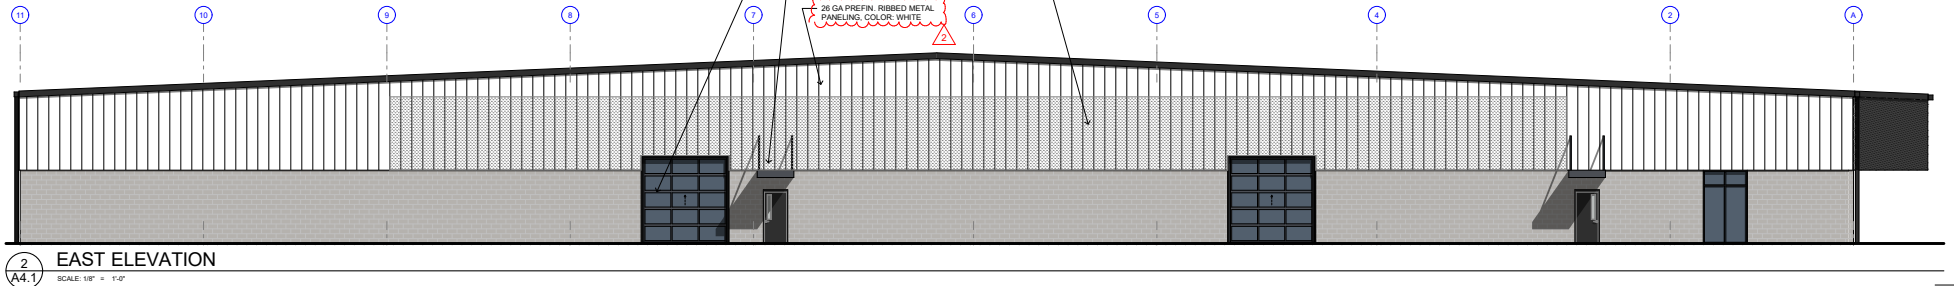 11 10 9 8 7 6 5 4 2 A
26 GA PREFIN. RIBBED METAL
PANELING, COLOR: WHITE
2
2
A4.1
EAST ELEVATION
SCALE: 1/8" = 1'-0"